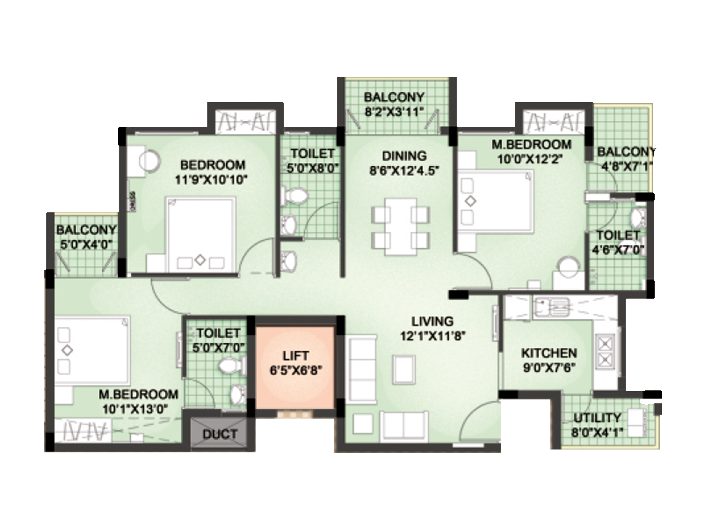 BALCONY
8'2"X3'11"
M.BEDROOM
10'0"X12'2"
TOILET
5'0"X8'0"
DINING
8'6"X12'4.5"
BALCONY
4'8"X7'1"
BEDROOM
11'9"X10'10"
BALCONY
5'0"X4'0"
TOILET
4'6"X7'0"
LIVING
12'1"X11'8"
TOILET
5'0"X7'0"
LIFT
6'5"X6'8"
KITCHEN
9'0"X7'6"
M.BEDROOM
10'1"X13'0"
DUCT
UTILITY
8'0"X4'1"